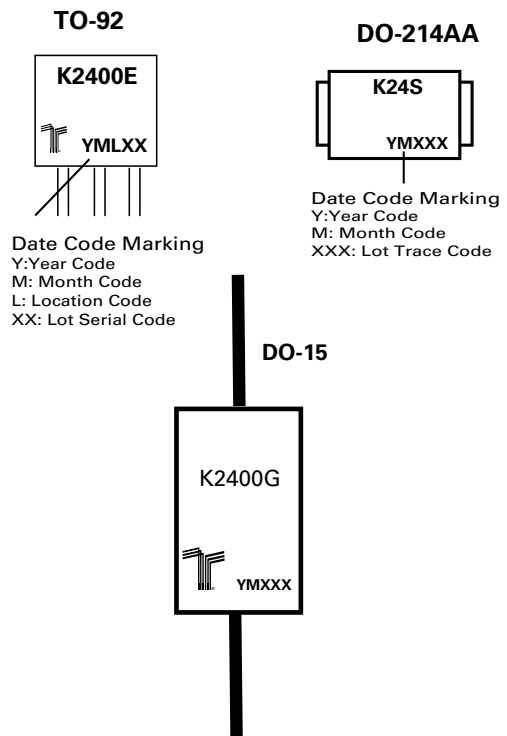 TO-92
K2400E
YMLXX
Date Code Marking
Y:Year Code
M: Month Code
L: Location Code
XX: Lot Serial Code
DO-214AA
K24S
YMXXX
Date Code Marking
Y:Year Code
M: Month Code
XXX: Lot Trace Code
DO-15
K2400G
YMXXX